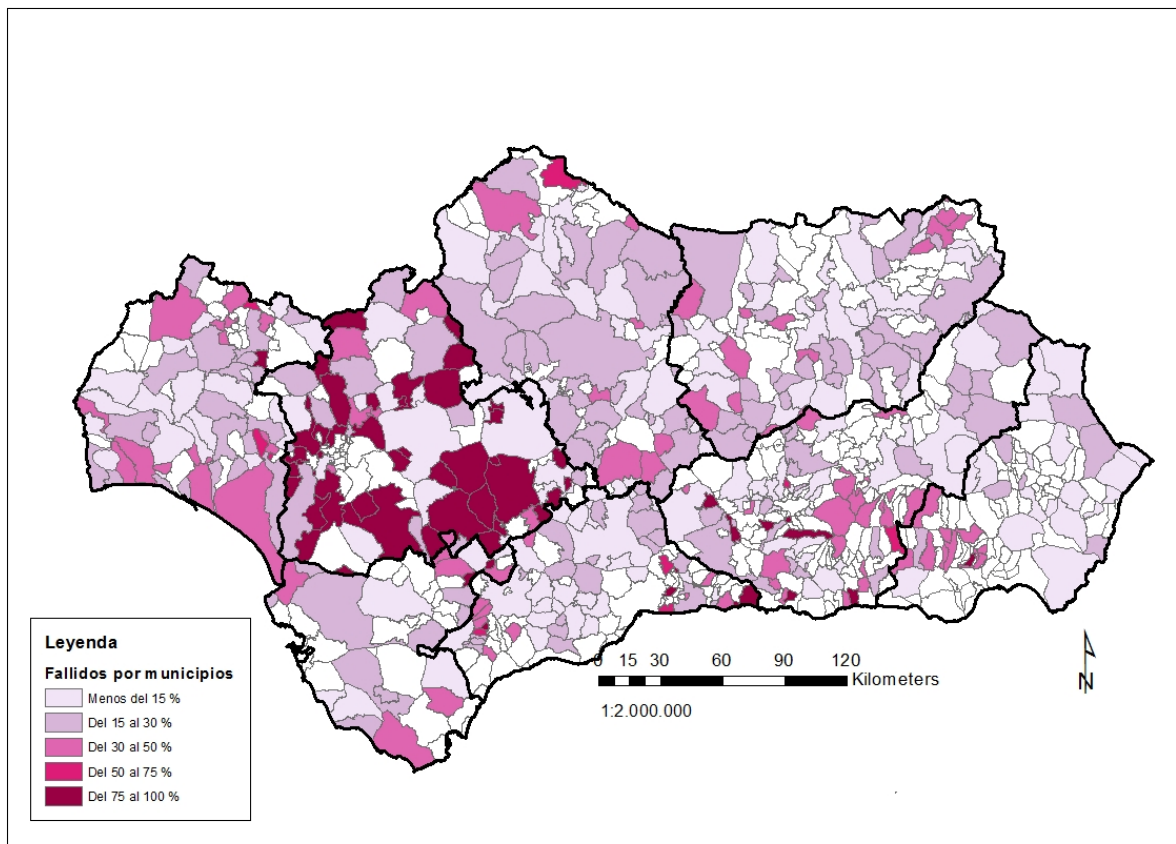 Leyenda
Fallidos por municipios
Menos del 15 %
Del 15 al 30 %
Del 30 al 50 %
Del 50 al 75 %
Del 75 al 100 %
0 15 30 60 90 120
Kilometers
1:2.000.000
N